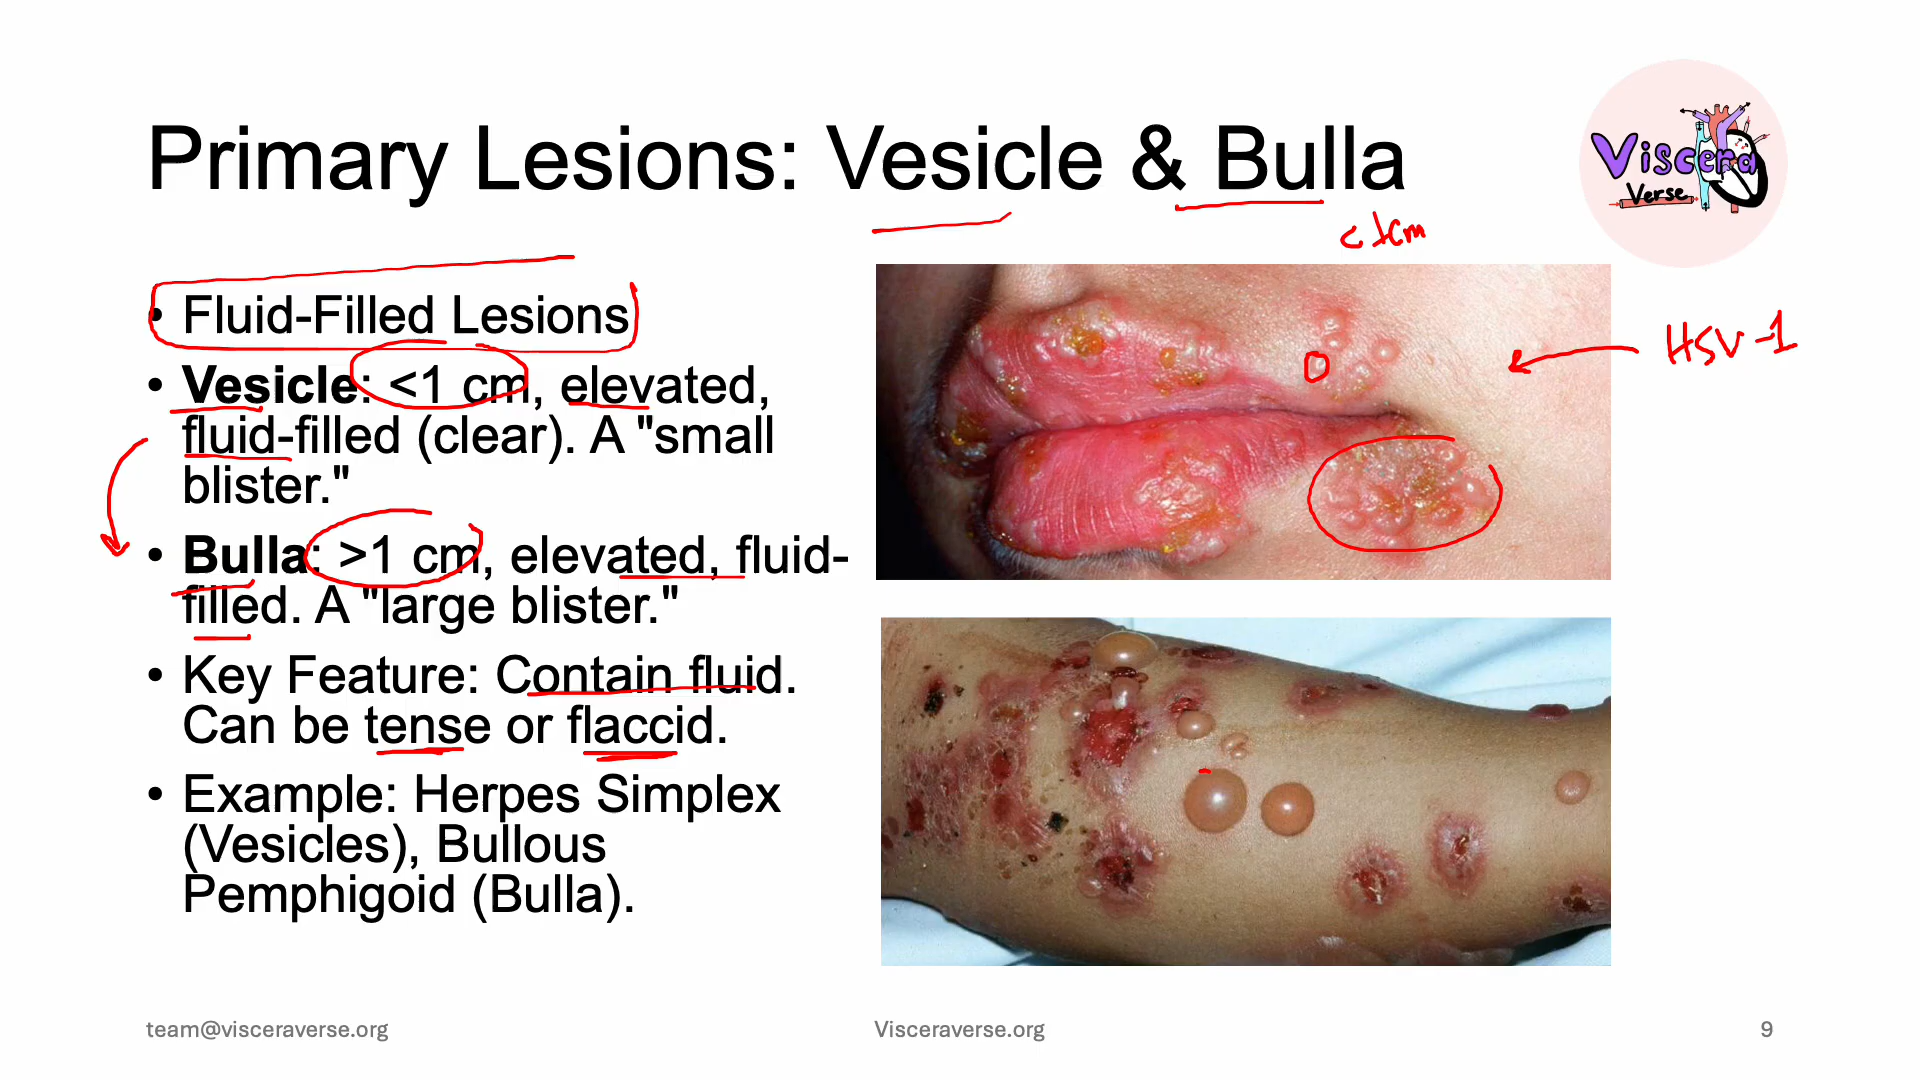 Primary Lesions: Vesicle & Bulla
Viscera
Verse
<1cm
• Fluid-Filled Lesions
HSV-1
• Vesicle: <1 cm, elevated,
fluid-filled (clear). A "small
blister."
• Bulla: >1 cm, elevated, fluid-
filled. A "large blister."
• Key Feature: Contain fluid.
Can be tense or flaccid.
• Example: Herpes Simplex
(Vesicles), Bullous
Pemphigoid (Bulla).
team@visceraverse.org
Visceraverse.org
9